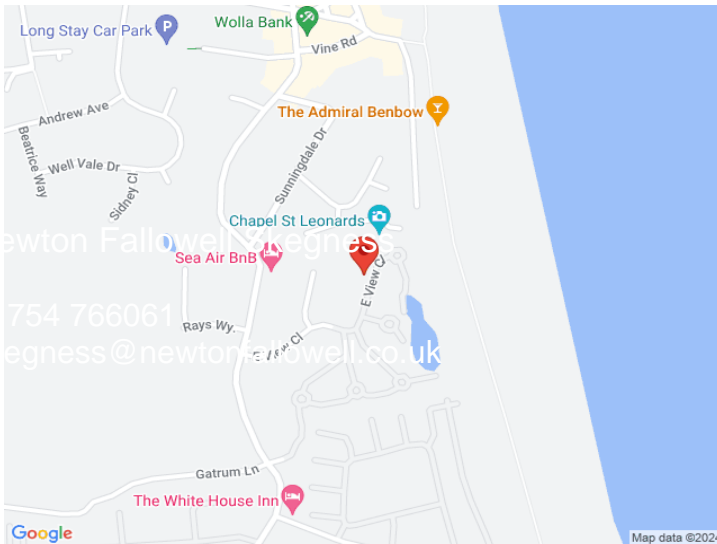 Wolla Bank
Long Stay Car Park
P
Vine Rd
Andrew Ave
The Admiral Benbow
Beatrice Way
Sunningdale Dr
Well Vale Dr
Sidney Cl
Chapel St Leonards
ewton Fallowell Skegness
Sea Air BnB
E View Cl
754 766061
Rays Wy.
View Cl
egness@newtonfallowell.co.uk
Gatrum Ln
The White House Inn
Google
Map data ©2024